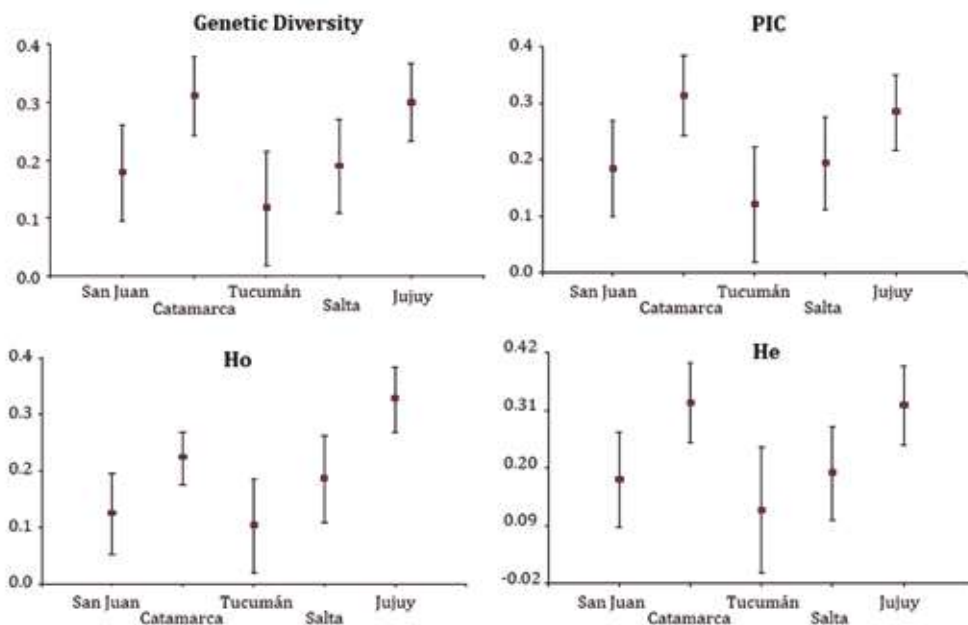 Genetic Diversity
0.4
0.3
0.2
0.1
0.0
San Juan
Catamarca
Tucumán
Salta
Jujuy
PIC
0.4
0.3
0.2
0.1
0.0
San Juan
Catamarca
Tucumán
Salta
Jujuy
Ho
0.4
0.3
0.2
0.1
0.0
San Juan
Catamarca
Tucumán
Salta
Jujuy
He
0.42
0.31
0.20
0.09
-0.02
San Juan
Catamarca
Tucumán
Salta
Jujuy